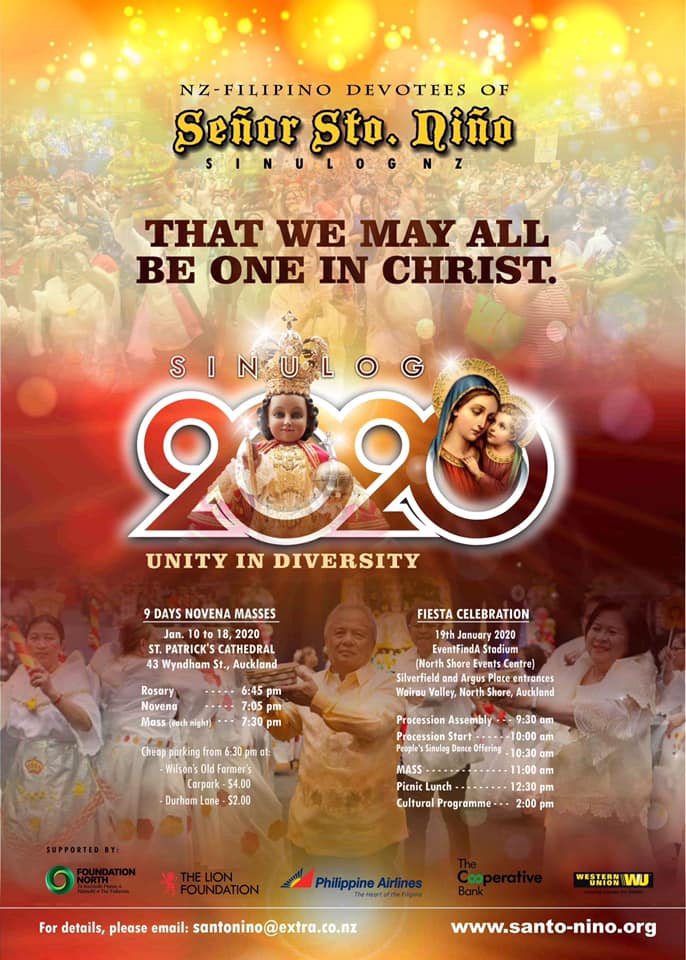 NZ-FILIPINO DEVOTEES OF
Señor Sto. Niño
SINULOG NZ
THAT WE MAY ALL
BE ONE IN CHRIST.
SINULOG
2020
UNITY IN DIVERSITY
9 DAYS NOVENA MASSES
Jan. 10 to 18, 2020
ST. PATRICK'S CATHEDRAL
43 Wyndham St., Auckland
Rosary ----- 6:45 pm
Novena ----- 7:05 pm
Mass (each night) --- 7:30 pm
Cheap parking from 6:30 pm at:
- Wilson's Old Farmer's
Carpark - $4.00
- Durham Lane - $2.00
FIESTA CELEBRATION
19th January 2020
EventFindA Stadium
(North Shore Events Centre)
Silverfield and Argus Place entrances
Wairau Valley, North Shore, Auckland
Procession Assembly --- 9:30 am
Procession Start ------10:00 am
People's Sinulog Dance Offering - 10:30 am
MASS -------------- 11:00 am
Picnic Lunch --------- 12:30 pm
Cultural Programme --- 2:00 pm
SUPPORTED BY:
FOUNDATION
NORTH
THE LION
FOUNDATION
Philippine Airlines
The Heart of the Filipino
The
Cooperative
Bank
WESTERN
UNION WU
For details, please email: santonino@extra.co.nz
www.santo-nino.org